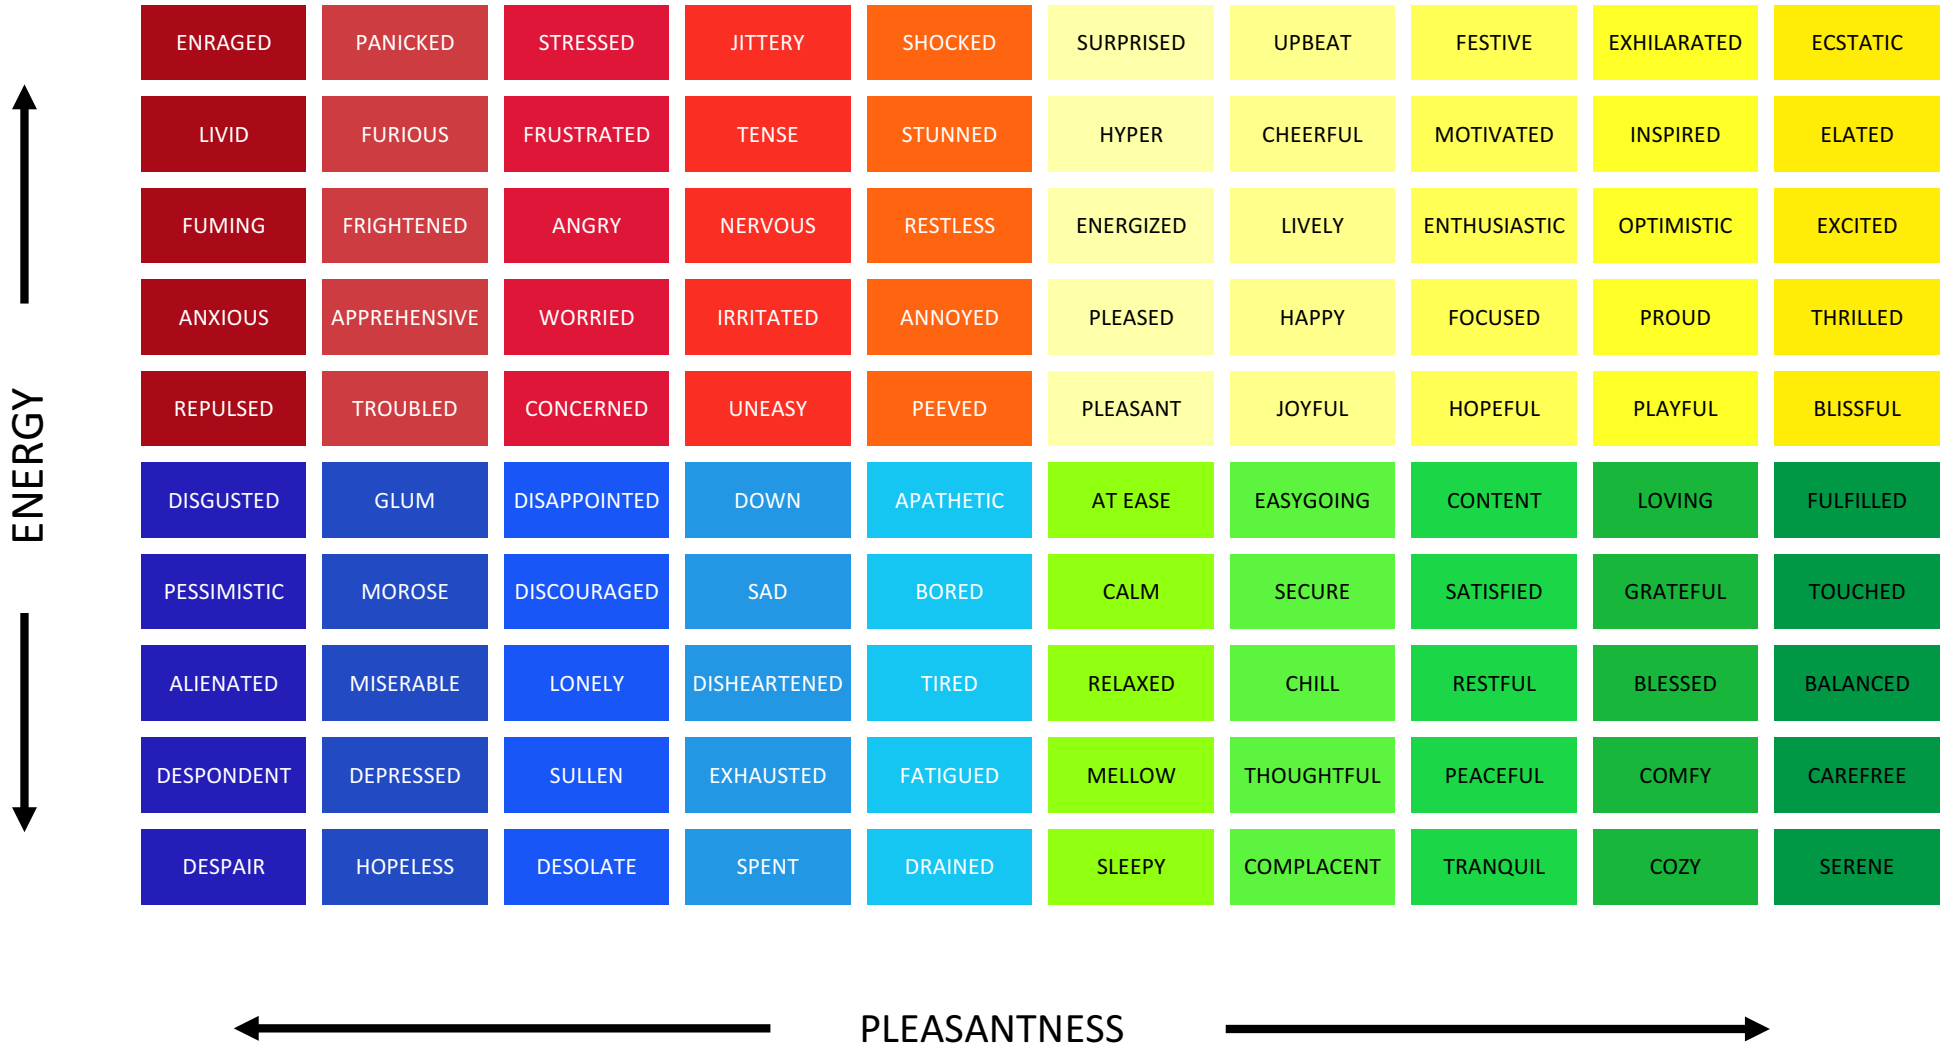 ENRAGED PANICKED STRESSED JITTERY SHOCKED SURPRISED UPBEAT FESTIVE EXHILARATED ECSTATIC
LIVID FURIOUS FRUSTRATED TENSE STUNNED HYPER CHEERFUL MOTIVATED INSPIRED ELATED
FUMING FRIGHTENED ANGRY NERVOUS RESTLESS ENERGIZED LIVELY ENTHUSIASTIC OPTIMISTIC EXCITED
ANXIOUS APPREHENSIVE WORRIED IRRITATED ANNOYED PLEASED HAPPY FOCUSED PROUD THRILLED
REPULSED TROUBLED CONCERNED UNEASY PEEVED PLEASANT JOYFUL HOPEFUL PLAYFUL BLISSFUL
ENERGY
DISGUSTED GLUM DISAPPOINTED DOWN APATHETIC AT EASE EASYGOING CONTENT LOVING FULFILLED
PESSIMISTIC MOROSE DISCOURAGED SAD BORED CALM SECURE SATISFIED GRATEFUL TOUCHED
ALIENATED MISERABLE LONELY DISHEARTENED TIRED RELAXED CHILL RESTFUL BLESSED BALANCED
DESPONDENT DEPRESSED SULLEN EXHAUSTED FATIGUED MELLOW THOUGHTFUL PEACEFUL COMFY CAREFREE
DESPAIR HOPELESS DESOLATE SPENT DRAINED SLEEPY COMPLACENT TRANQUIL COZY SERENE
PLEASANTNESS